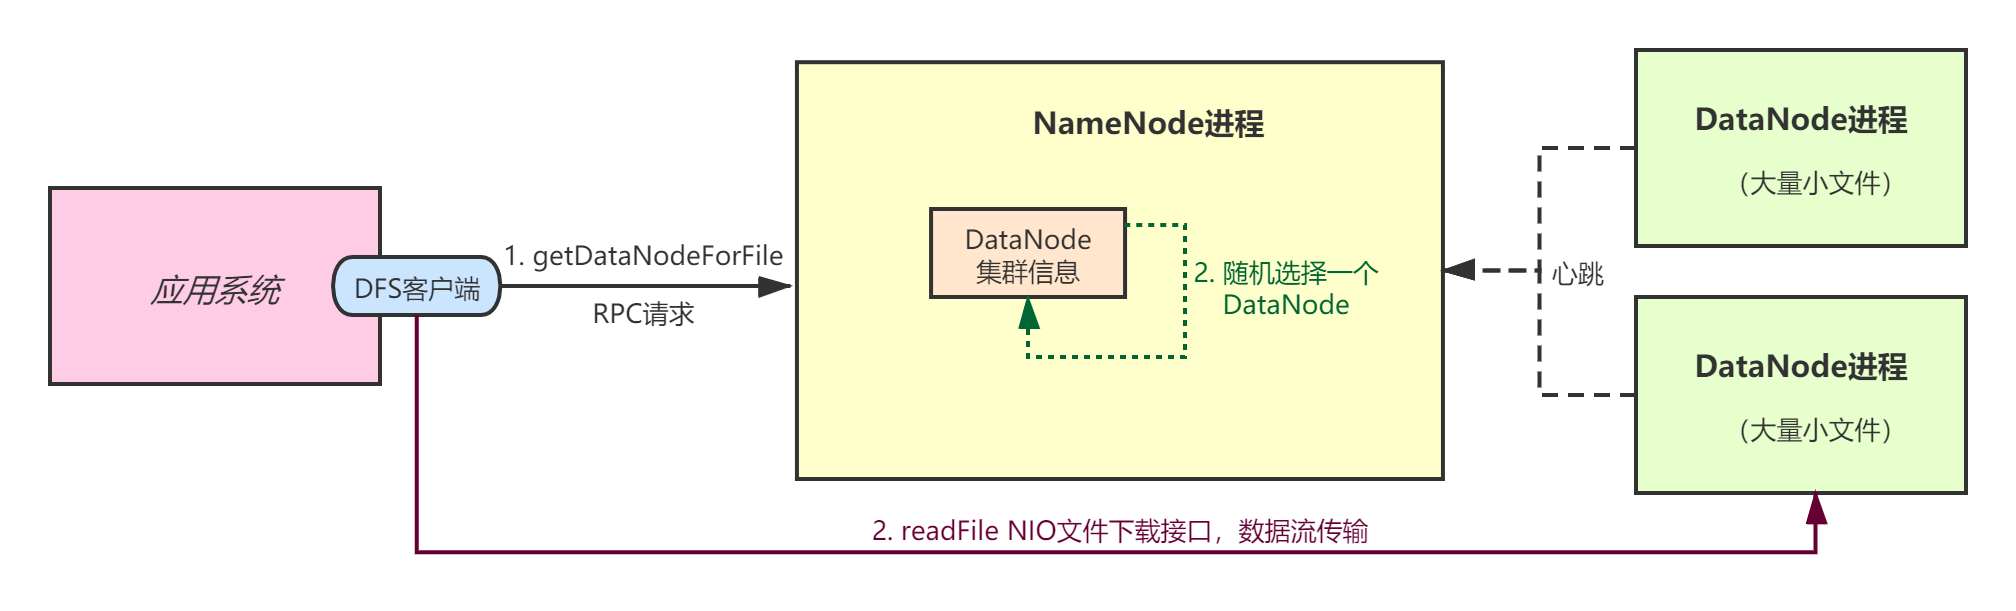 应用系统
DFS客户端
1. getDataNodeForFile
RPC请求
NameNode进程
DataNode
集群信息
2. 随机选择一个
DataNode
心跳
DataNode进程
（大量小文件）
DataNode进程
（大量小文件）
2. readFile NIO文件下载接口，数据流传输